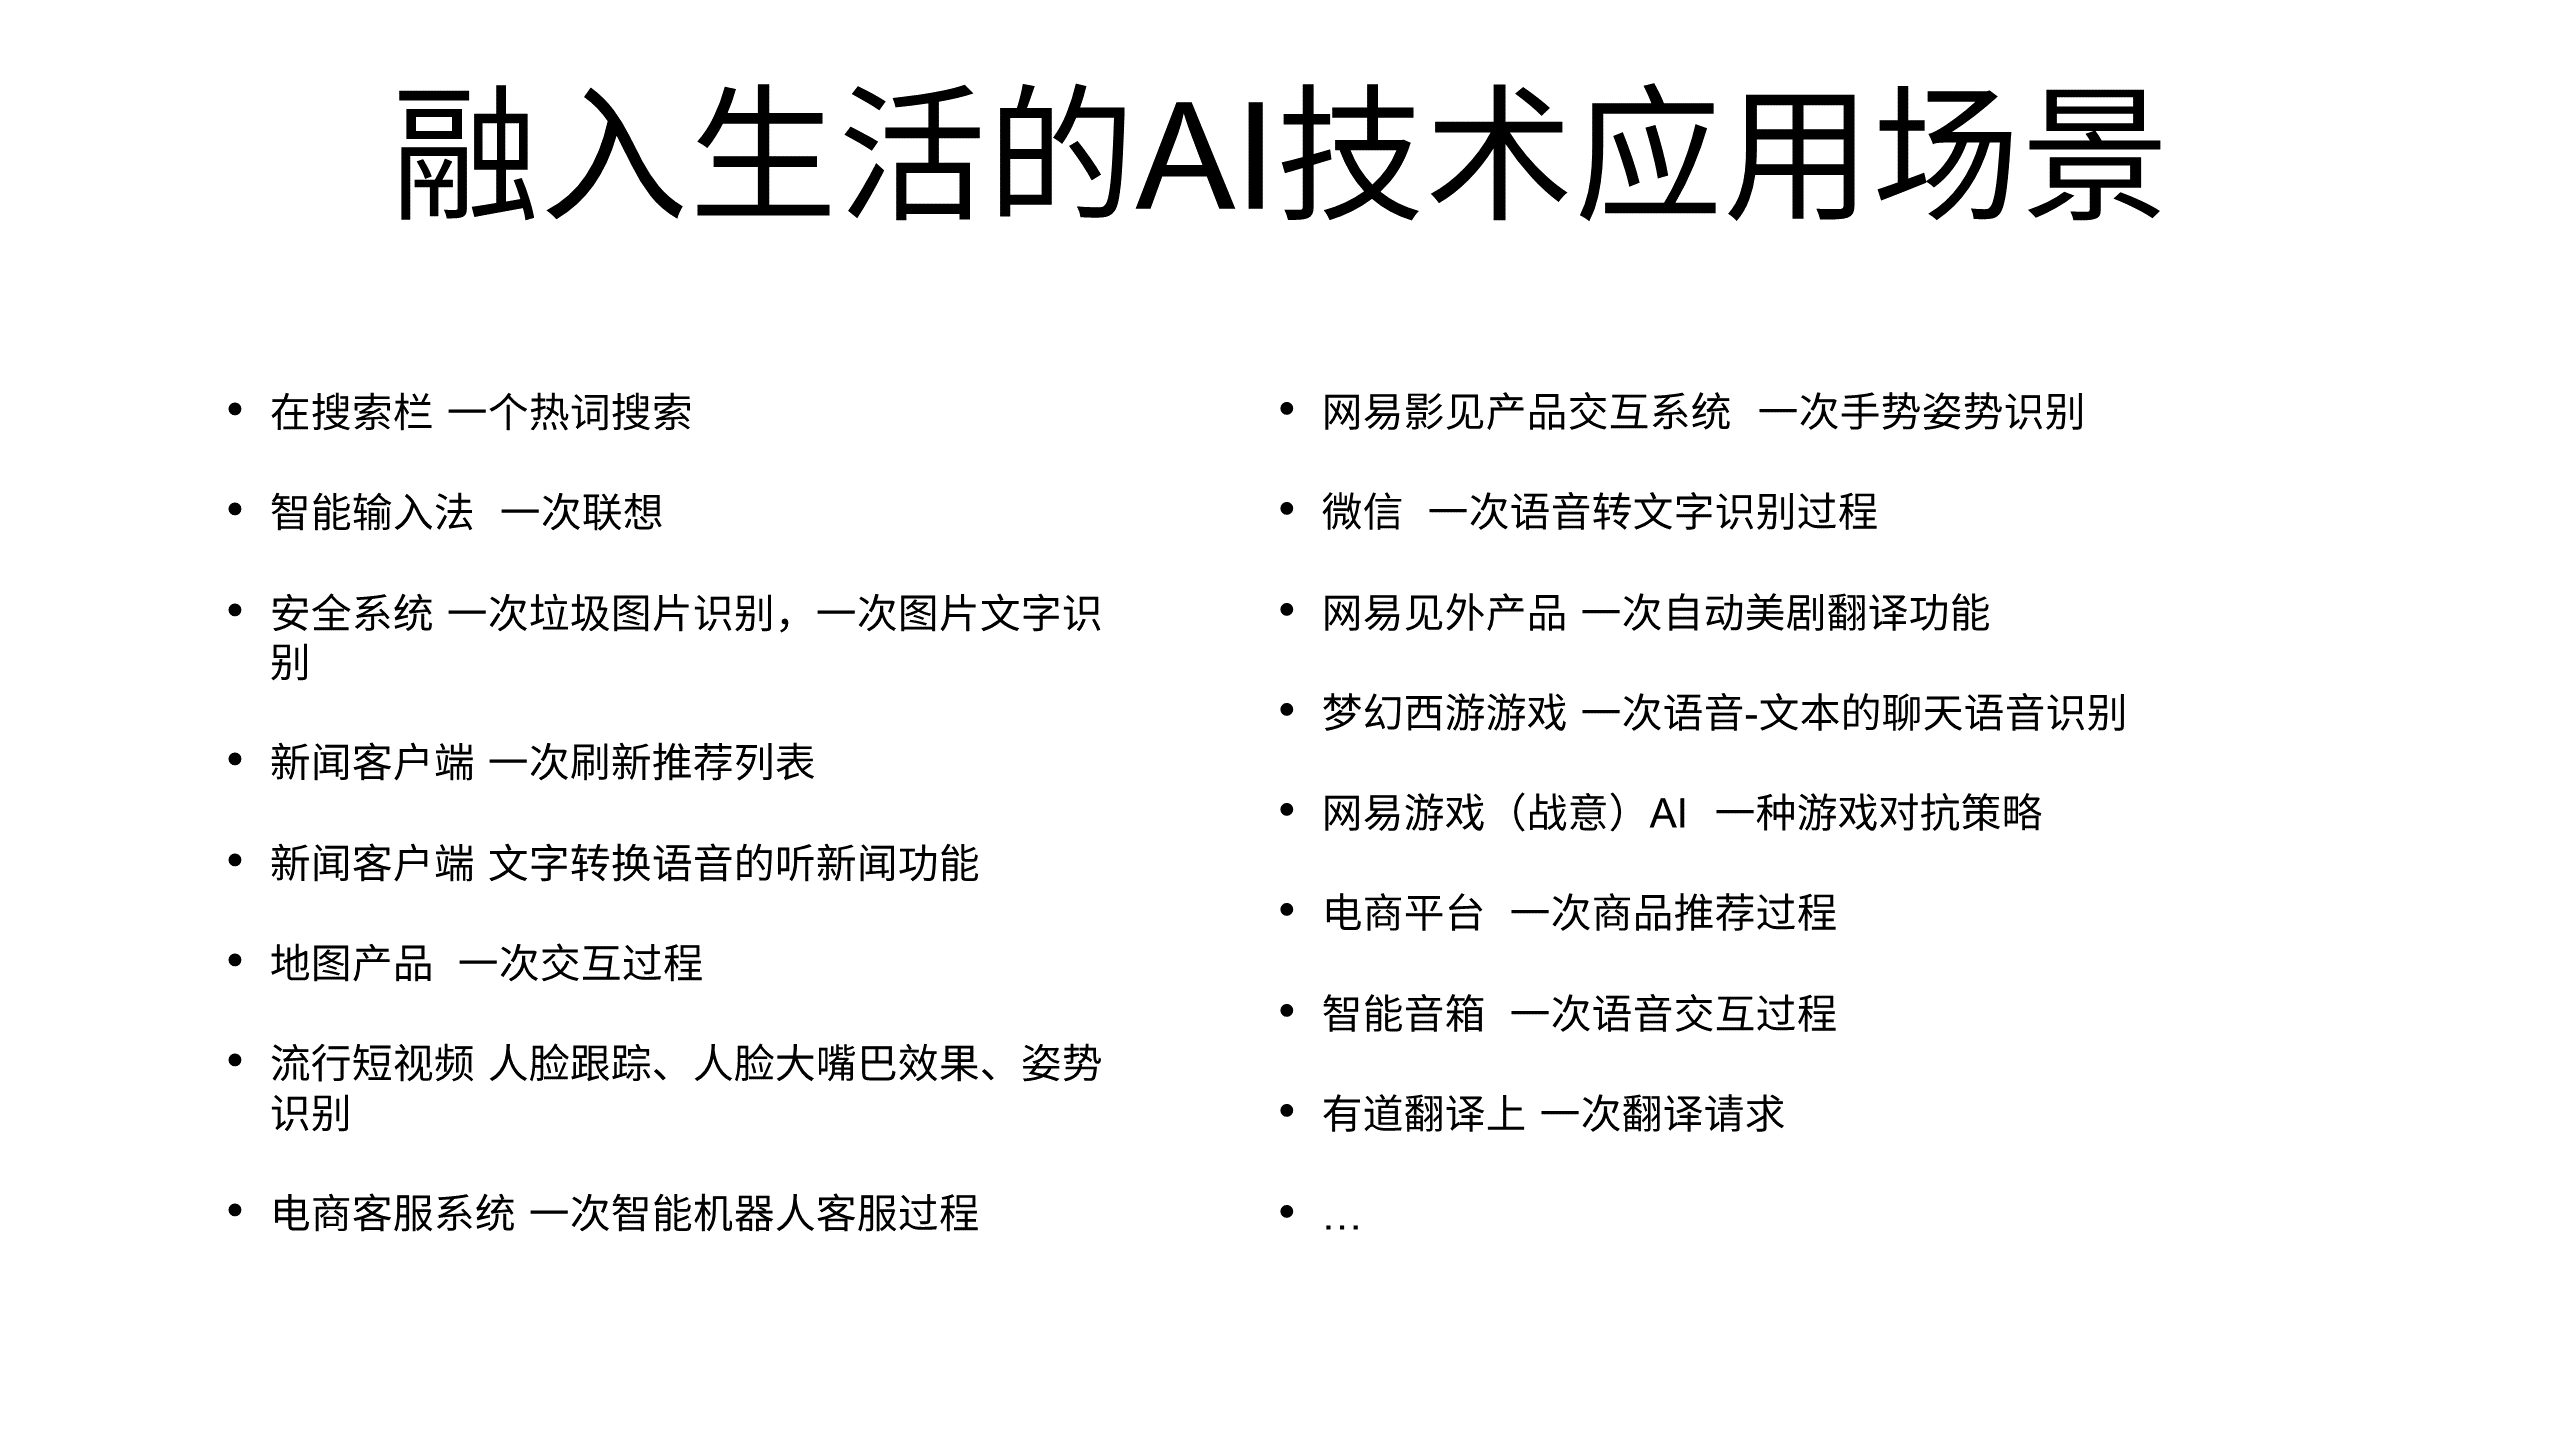 融入生活的AI技术应用场景
• 在搜索栏 一个热词搜索
• 智能输入法 一次联想
• 安全系统 一次垃圾图片识别，一次图片文字识
别
• 新闻客户端 一次刷新推荐列表
• 新闻客户端 文字转换语音的听新闻功能
• 地图产品 一次交互过程
• 流行短视频 人脸跟踪、人脸大嘴巴效果、姿势
识别
• 电商客服系统 一次智能机器人客服过程
• 网易影见产品交互系统 一次手势姿势识别
• 微信 一次语音转文字识别过程
• 网易见外产品 一次自动美剧翻译功能
• 梦幻西游游戏 一次语音-文本的聊天语音识别
• 网易游戏（战意）AI 一种游戏对抗策略
• 电商平台 一次商品推荐过程
• 智能音箱 一次语音交互过程
• 有道翻译上 一次翻译请求
• …